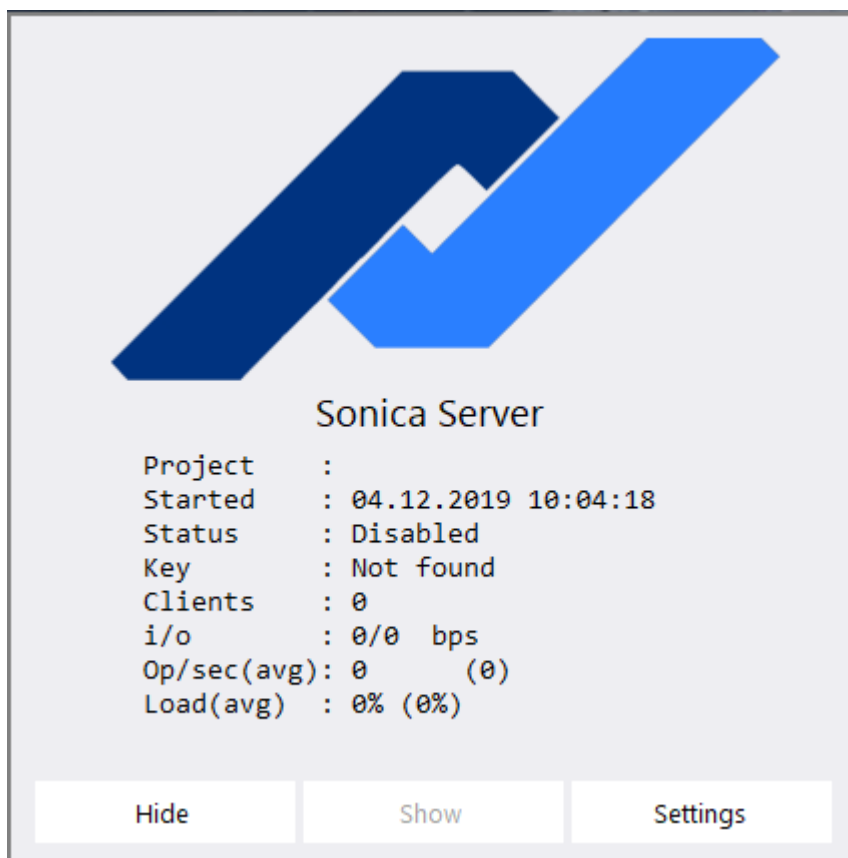 Sonica Server
Project    :
Started    : 04.12.2019 10:04:18
Status     : Disabled
Key        : Not found
Clients    : 0
i/o        : 0/0  bps
Op/sec(avg): 0      (0)
Load(avg)  : 0% (0%)
Hide Show Settings